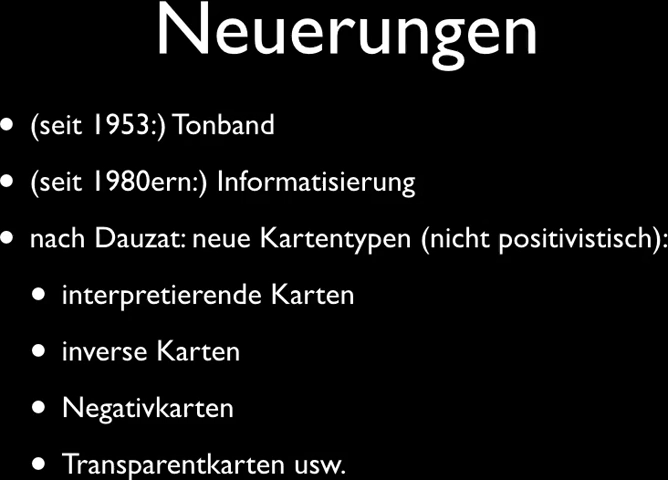 Neuerungen
• (seit 1953:) Tonband
• (seit 1980ern:) Informatisierung
• nach Dauzat: neue Kartentypen (nicht positivistisch):
• interpretierende Karten
• inverse Karten
• Negativkarten
• Transparentkarten usw.